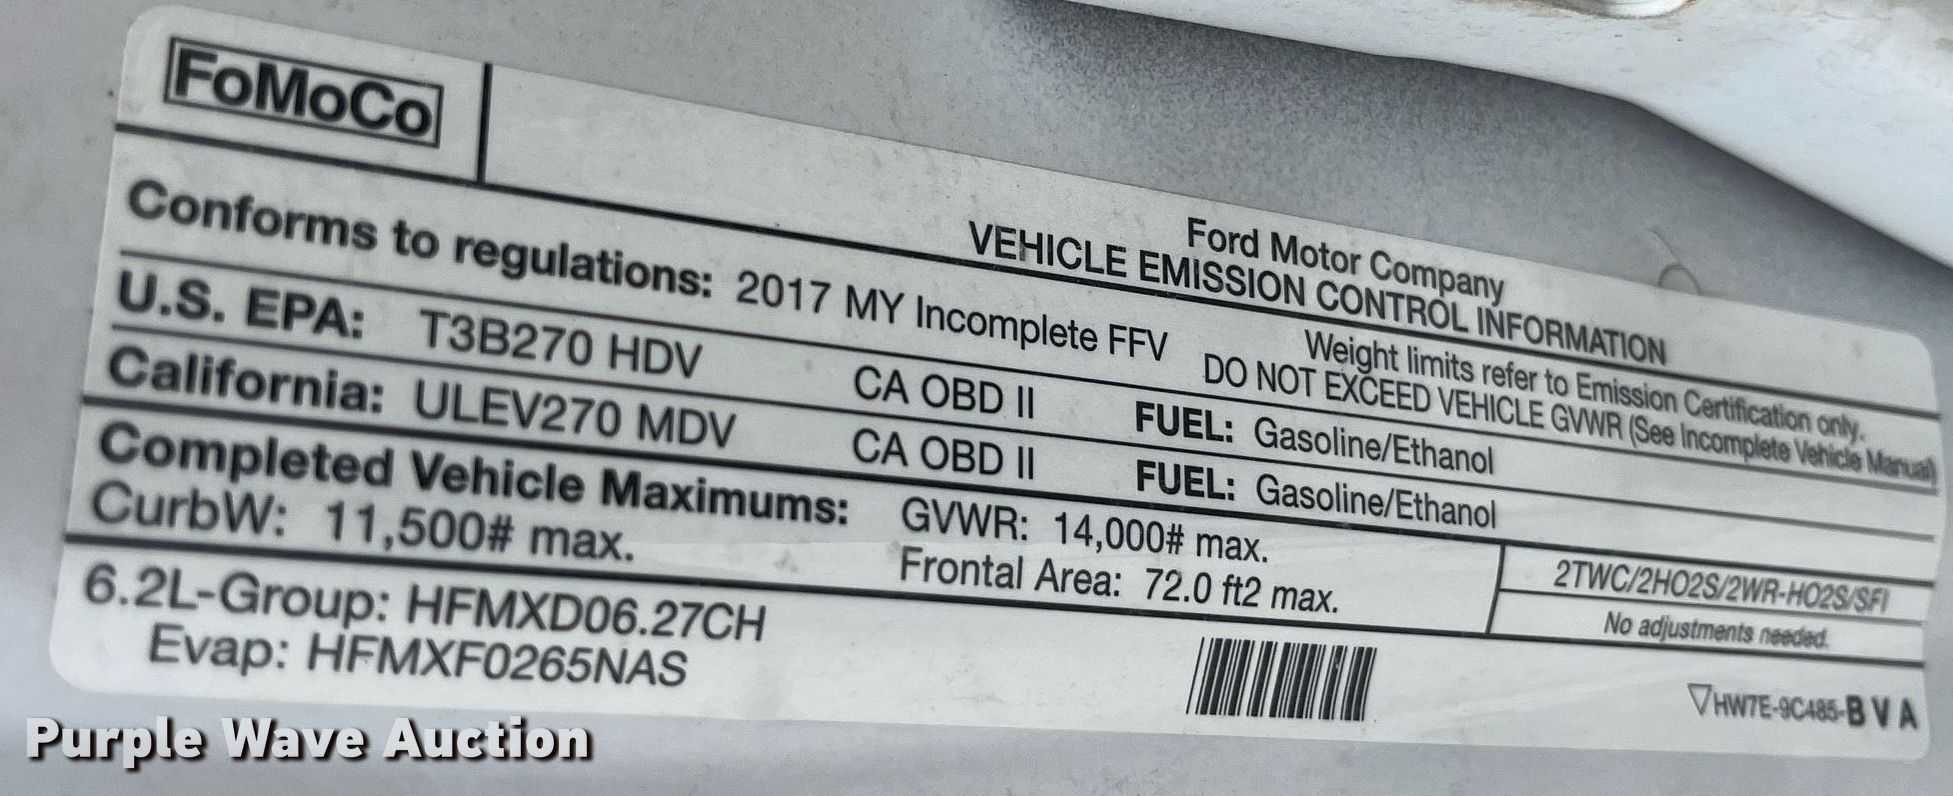 FoMoCo
Ford Motor Company
VEHICLE EMISSION CONTROL INFORMATION
Conforms to regulations: 2017 MY Incomplete FFV
Weight limits refer to Emission Certification only.
DO NOT EXCEED VEHICLE GVWR (See Incomplete Vehicle Manual)
U.S. EPA: T3B270 HDV CA OBD II FUEL: Gasoline/Ethanol
California: ULEV270 MDV CA OBD II FUEL: Gasoline/Ethanol
Completed Vehicle Maximums: GVWR: 14,000# max.
CurbW: 11,500# max. Frontal Area: 72.0 ft2 max.
2TWC/2HO2S/2WR-HO2S/SFI
No adjustments needed.
6.2L-Group: HFMXD06.27CH
Evap: HFMXF0265NAS
▽HW7E-9C485-B V A
Purple Wave Auction